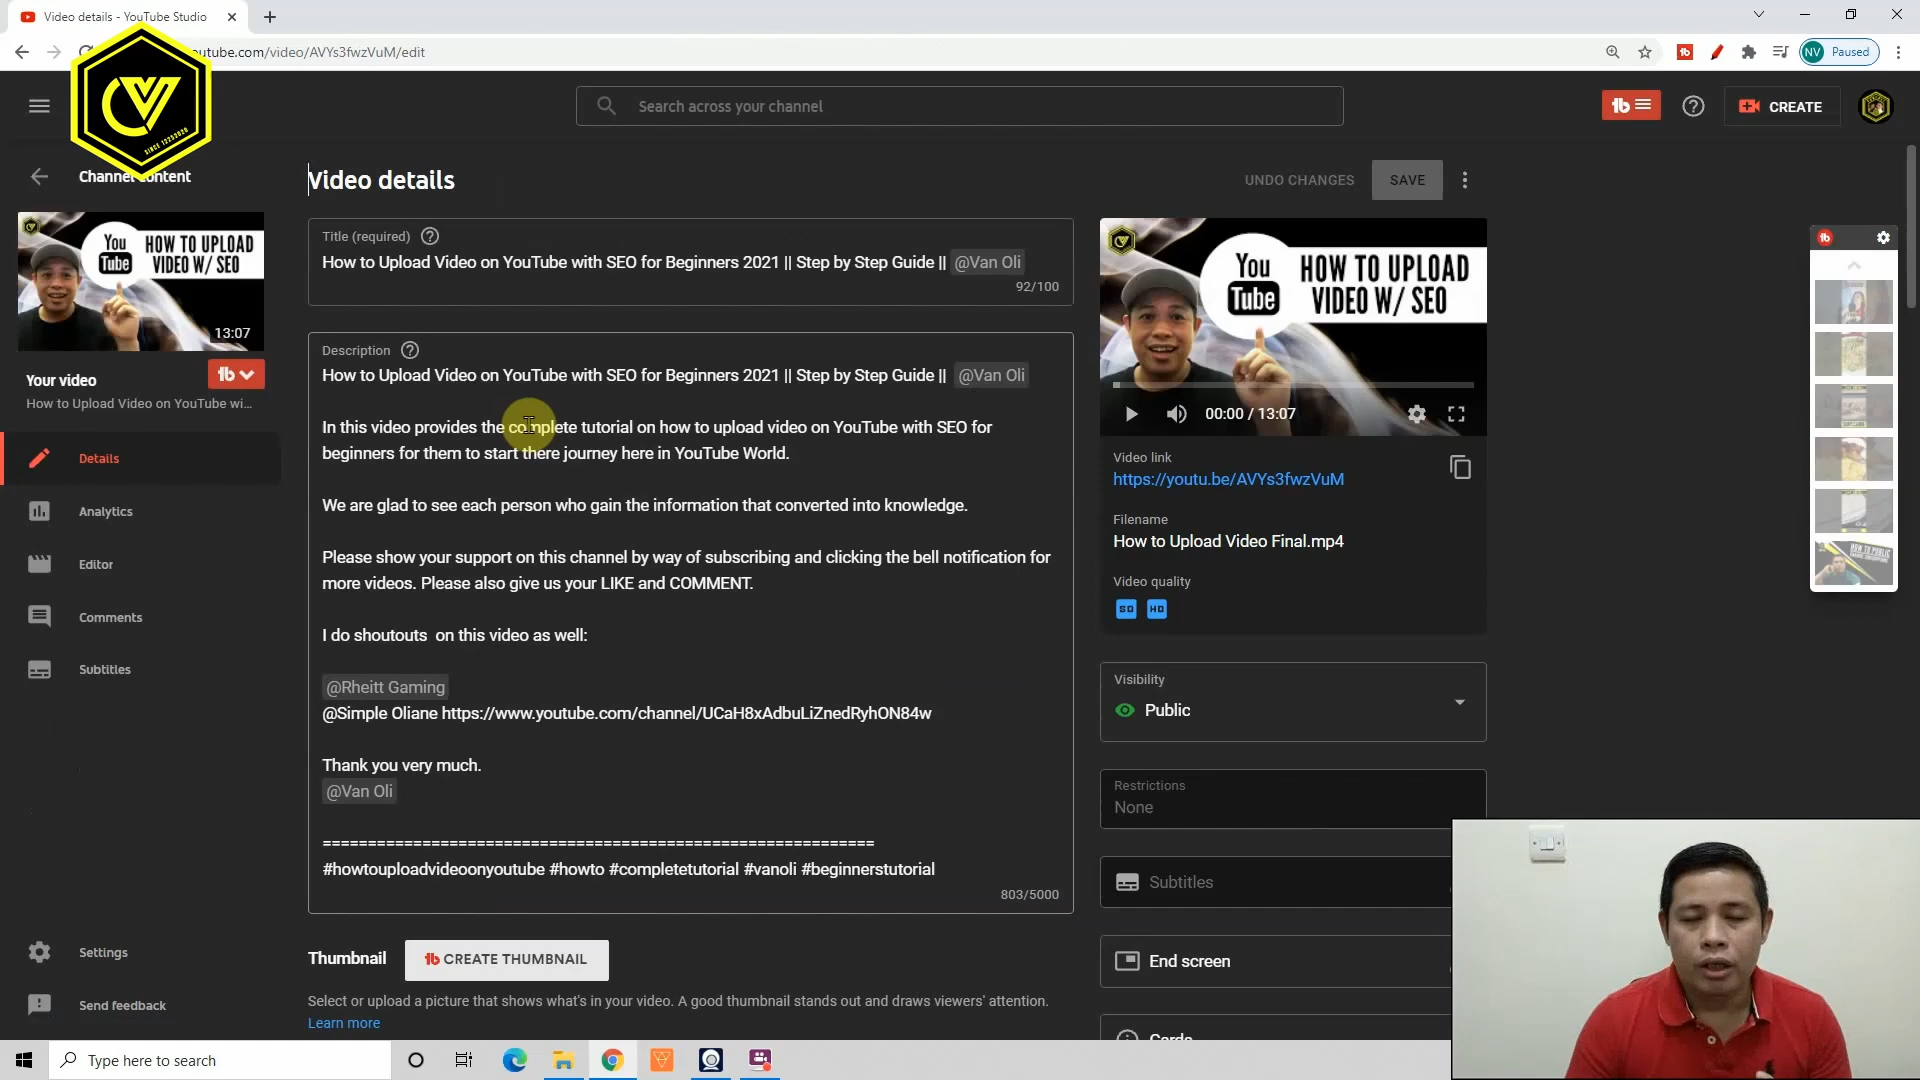 Video details - YouTube Studio
outube.com/video/AVYs3fwzVuM/edit
NV Paused
SINCE 12252020
Search across your channel
CREATE
Channel content
Video details
UNDO CHANGES
SAVE
Title (required)
How to Upload Video on YouTube with SEO for Beginners 2021 || Step by Step Guide || @Van Oli
92/100
You Tube
HOW TO UPLOAD
VIDEO W/ SEO
13:07
Your video
How to Upload Video on YouTube wi...
Details
Analytics
Editor
Comments
Subtitles
Settings
Send feedback
Description
How to Upload Video on YouTube with SEO for Beginners 2021 || Step by Step Guide || @Van Oli
In this video provides the complete tutorial on how to upload video on YouTube with SEO for
beginners for them to start there journey here in YouTube World.
We are glad to see each person who gain the information that converted into knowledge.
Please show your support on this channel by way of subscribing and clicking the bell notification for
more videos. Please also give us your LIKE and COMMENT.
I do shoutouts  on this video as well:
@Rheitt Gaming
@Simple Oliane https://www.youtube.com/channel/UCaH8xAdbuLiZnedRyhON84w
Thank you very much.
@Van Oli
=============================================================
#howtouploadvideoonyoutube #howto #completetutorial #vanoli #beginnerstutorial
803/5000
Thumbnail
CREATE THUMBNAIL
Select or upload a picture that shows what's in your video. A good thumbnail stands out and draws viewers' attention.
Learn more
You Tube
HOW TO UPLOAD
VIDEO W/ SEO
00:00 / 13:07
Video link
https://youtu.be/AVYs3fwzVuM
Filename
How to Upload Video Final.mp4
Video quality
SD HD
Visibility
Public
Restrictions
None
Subtitles
End screen
Cards
Type here to search